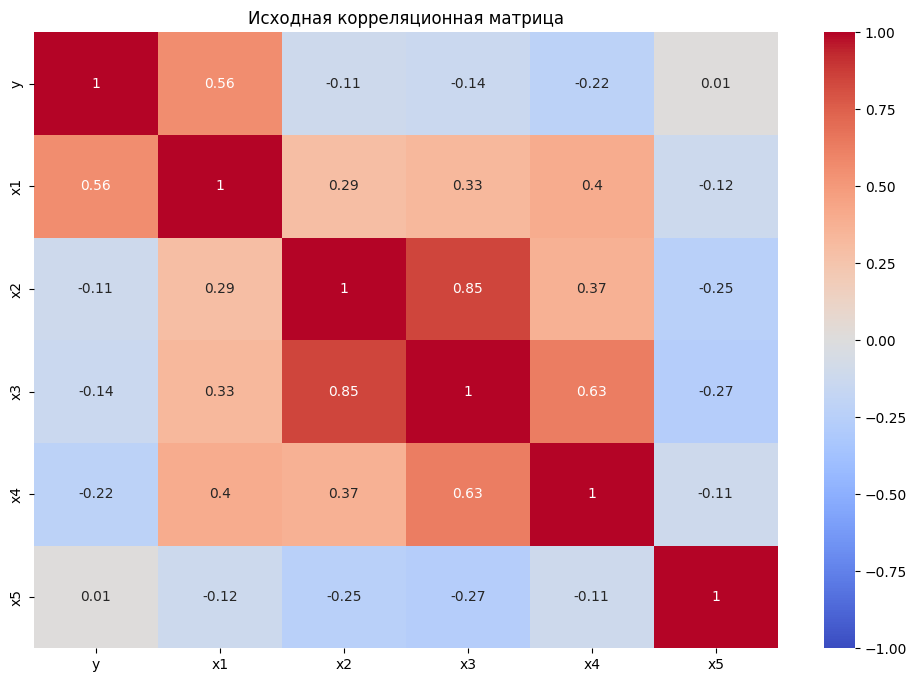 Исходная корреляционная матрица
y 1 0.56 -0.11 -0.14 -0.22 0.01
x1 0.56 1 0.29 0.33 0.4 -0.12
x2 -0.11 0.29 1 0.85 0.37 -0.25
x3 -0.14 0.33 0.85 1 0.63 -0.27
x4 -0.22 0.4 0.37 0.63 1 -0.11
x5 0.01 -0.12 -0.25 -0.27 -0.11 1
y x1 x2 x3 x4 x5
1.00
0.75
0.50
0.25
0.00
−0.25
−0.50
−0.75
−1.00